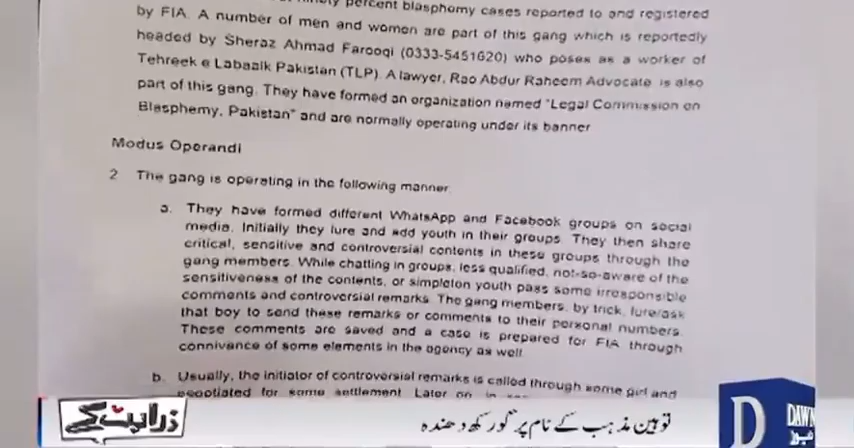 percent blasphemy cases reported to and registered
by FIA. A number of men and women are part of this gang which is reportedly
headed by Sheraz Ahmad Farooqi (0333-5451620) who poses as a worker of
Tehreek e Labaaik Pakistan (TLP). A lawyer, Rao Abdur Raheem Advocate is also
part of this gang. They have formed an organization named "Legal Commission on
Blasphemy, Pakistan" and are normally operating under its banner
Modus Operandi
2 The gang is operating in the following manner
a. They have formed different WhatsApp and Facebook groups on social
media. Initially they lure and add youth in their groups. They then share
critical, sensitive and controversial contents in these groups through the
gang members. While chatting in groups, less qualified, not-so-aware of the
sensitiveness of the contents, or simpleton youth pass some irresponsible
comments and controversial remarks. The gang members, by trick, lure/ask
that boy to send these remarks or comments to their personal numbers.
These comments are saved and a case is prepared for FIA through
connivance of some elements in the agency as well.
b. Usually, the initiator of controversial remarks is called through some girl and
negotiated for some settlement Later on
ذرا ہٹ کے
توہین مذہب کے نام پر گورکھ دھندہ
D
DAWN
نیوز